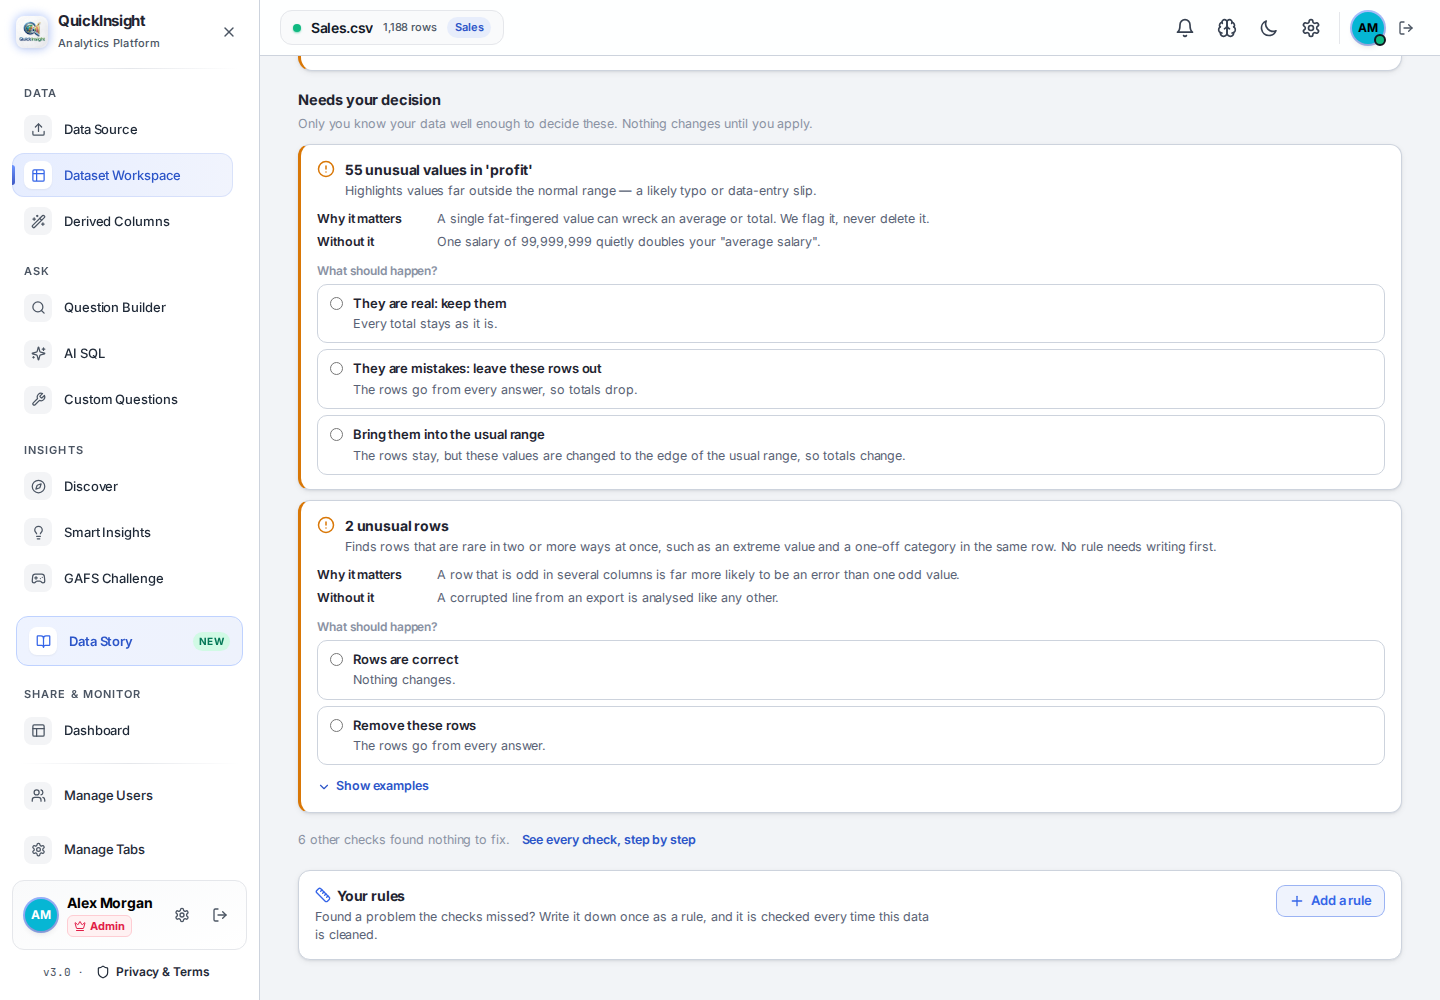 QuickInsight
Analytics Platform
DATA
Data Source
Dataset Workspace
Derived Columns
ASK
Question Builder
AI SQL
Custom Questions
INSIGHTS
Discover
Smart Insights
GAFS Challenge
Data Story NEW
SHARE & MONITOR
Dashboard
Manage Users
Manage Tabs
AM Alex Morgan
Admin
v3.0 · Privacy & Terms
Sales.csv 1,188 rows Sales
AM
Needs your decision
Only you know your data well enough to decide these. Nothing changes until you apply.
55 unusual values in 'profit'
Highlights values far outside the normal range — a likely typo or data-entry slip.
Why it matters A single fat-fingered value can wreck an average or total. We flag it, never delete it.
Without it One salary of 99,999,999 quietly doubles your "average salary".
What should happen?
They are real: keep them
Every total stays as it is.
They are mistakes: leave these rows out
The rows go from every answer, so totals drop.
Bring them into the usual range
The rows stay, but these values are changed to the edge of the usual range, so totals change.
2 unusual rows
Finds rows that are rare in two or more ways at once, such as an extreme value and a one-off category in the same row. No rule needs writing first.
Why it matters A row that is odd in several columns is far more likely to be an error than one odd value.
Without it A corrupted line from an export is analysed like any other.
What should happen?
Rows are correct
Nothing changes.
Remove these rows
The rows go from every answer.
Show examples
6 other checks found nothing to fix. See every check, step by step
Your rules
Found a problem the checks missed? Write it down once as a rule, and it is checked every time this data
is cleaned.
Add a rule